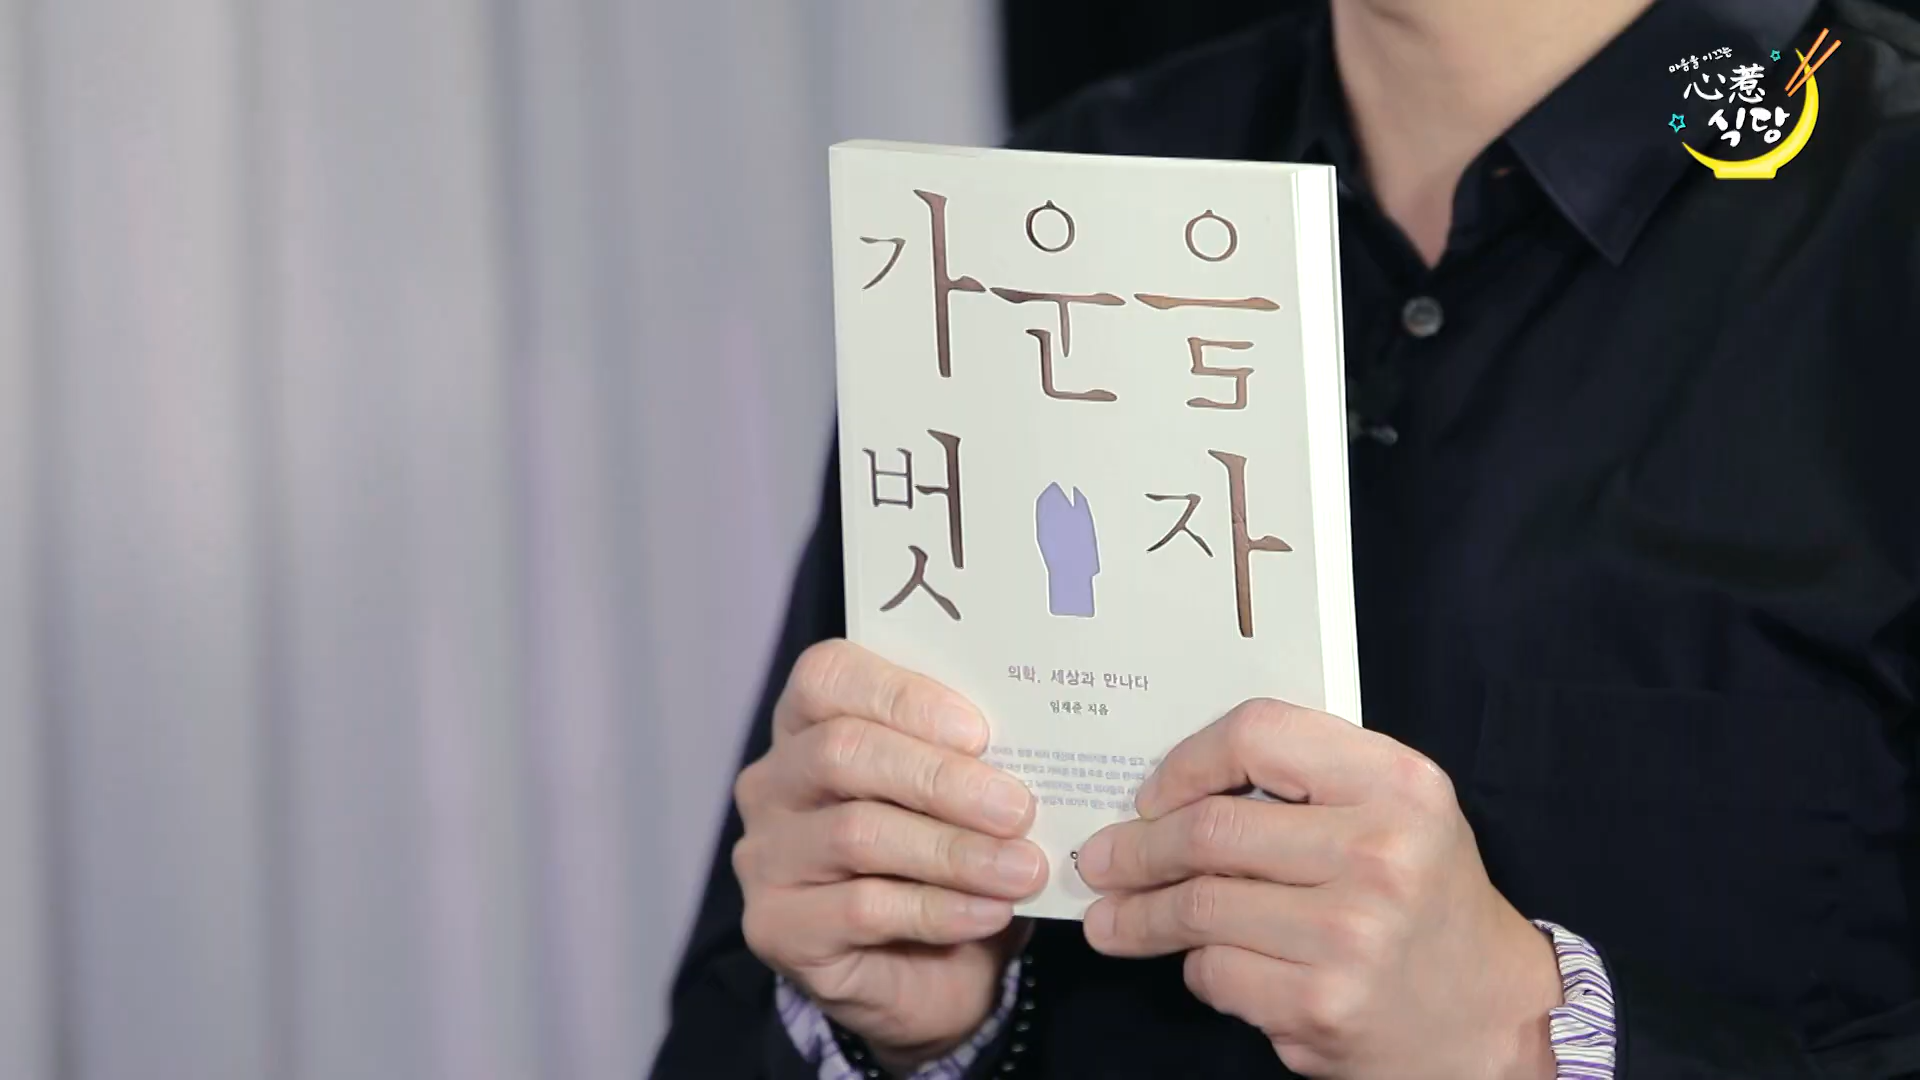 마음을 이끄는
心惹
식당
가운을
벗자
의학, 세상과 만나다
임재준 지음